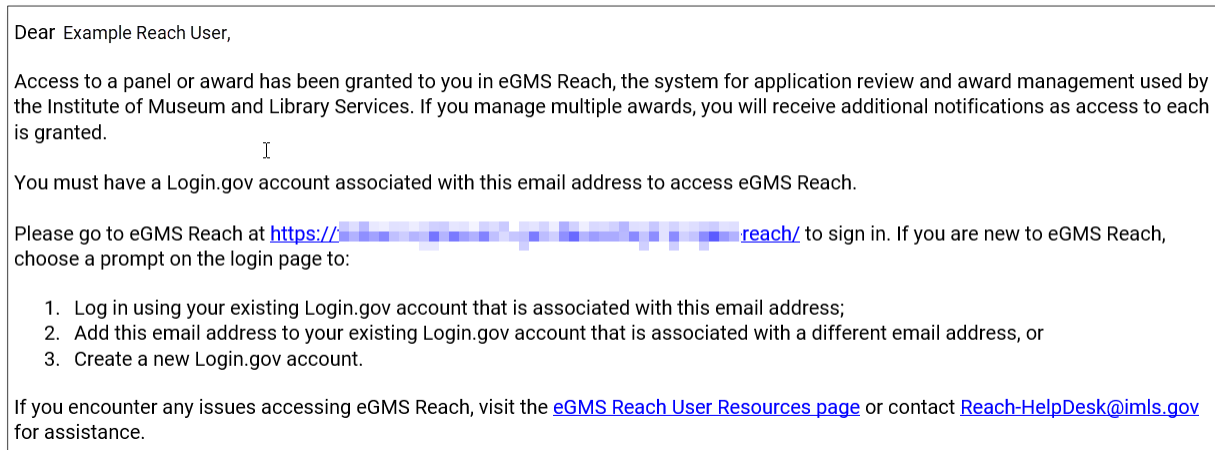 Dear Example Reach User,
Access to a panel or award has been granted to you in eGMS Reach, the system for application review and award management used by
the Institute of Museum and Library Services. If you manage multiple awards, you will receive additional notifications as access to each
is granted.
You must have a Login.gov account associated with this email address to access eGMS Reach.
Please go to eGMS Reach at https:// reach/ to sign in. If you are new to eGMS Reach,
choose a prompt on the login page to:
1. Log in using your existing Login.gov account that is associated with this email address;
2. Add this email address to your existing Login.gov account that is associated with a different email address, or
3. Create a new Login.gov account.
If you encounter any issues accessing eGMS Reach, visit the eGMS Reach User Resources page or contact Reach-HelpDesk@imls.gov
for assistance.